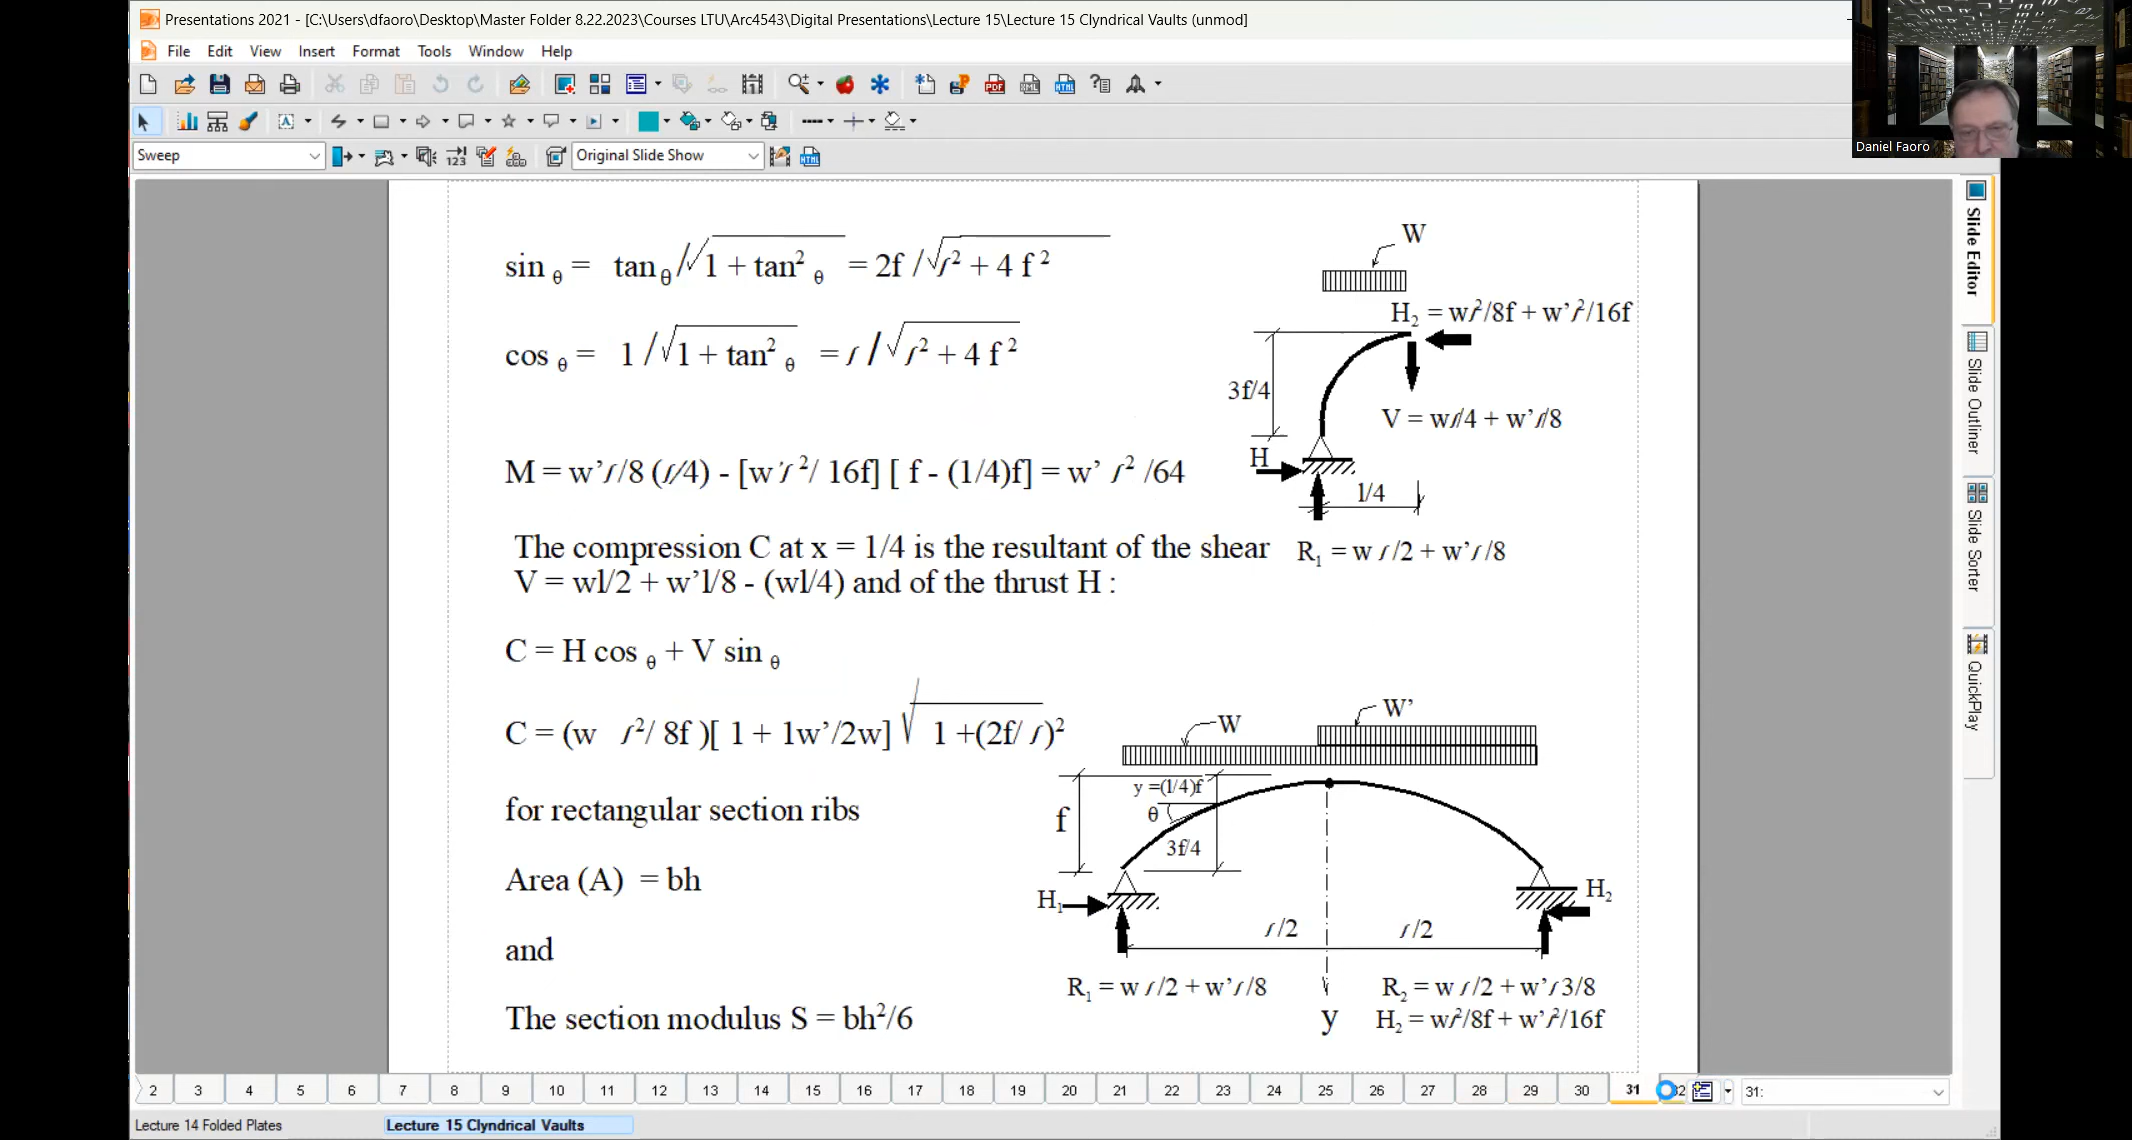 Presentations 2021 - [C:\Users\dfaoro\Desktop\Master Folder 8.22.2023\Courses LTU\Arc4543\Digital Presentations\Lecture 15\Lecture 15 Clyndrical Vaults (unmod]
File Edit View Insert Format Tools Window Help
Sweep
Original Slide Show
Daniel Faoro
sin θ = tan θ /√1 + tan² θ = 2f /√ℓ² + 4 f ²
cos θ = 1 /√1 + tan² θ = ℓ /√ℓ² + 4 f ²
M = w’ℓ/8 (ℓ/4) - [w’ℓ ²/ 16f] [ f - (1/4)f] = w’ ℓ² /64
The compression C at x = 1/4 is the resultant of the shear
V = wl/2 + w’l/8 - (wl/4) and of the thrust H :
C = H cos θ + V sin θ
C = (w ℓ²/ 8f )[ 1 + 1w’/2w] √ 1 +(2f/ ℓ)²
for rectangular section ribs
Area (A) = bh
and
The section modulus S = bh²/6
W
H₂ = wℓ²/8f + w’ℓ²/16f
3f/4
V = wℓ/4 + w’ℓ/8
H
l/4
R₁ = w ℓ/2 + w’ℓ/8
W’
W
y =(1/4)f
θ
f
3f/4
H₁
H₂
ℓ/2
ℓ/2
R₁ = w ℓ/2 + w’ℓ/8
R₂ = w ℓ/2 + w’ℓ3/8
y
H₂ = wℓ²/8f + w’ℓ²/16f
Slide Editor
Slide Outliner
Slide Sorter
QuickPlay
2 3 4 5 6 7 8 9 10 11 12 13 14 15 16 17 18 19 20 21 22 23 24 25 26 27 28 29 30 31 32
31:
Lecture 14 Folded Plates
Lecture 15 Clyndrical Vaults